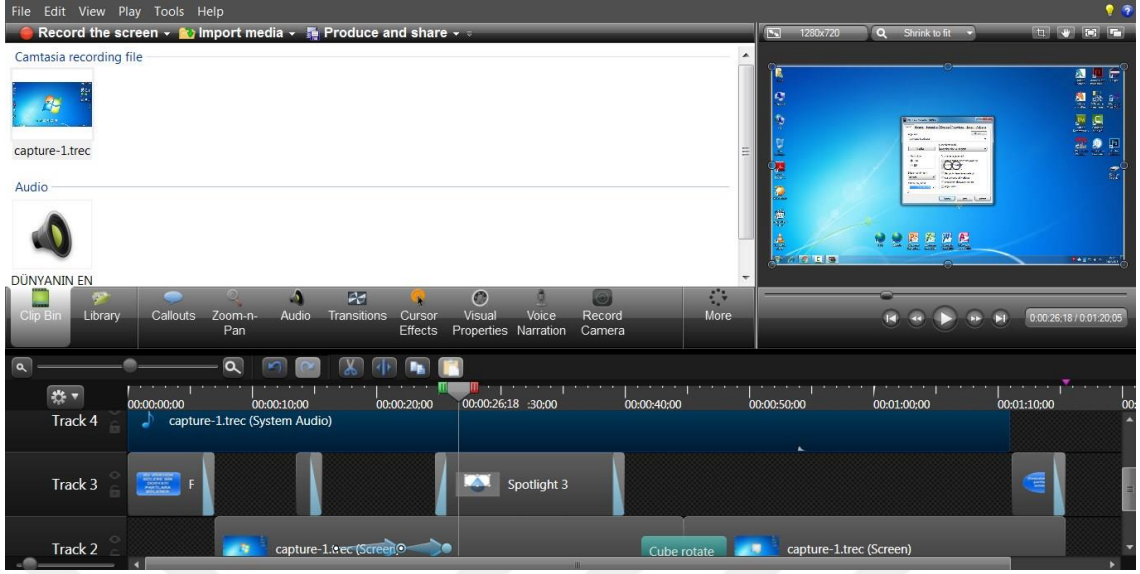 File Edit View Play Tools Help
Record the screen Import media Produce and share
1280x720 Shrink to fit
Camtasia recording file
capture-1.trec
Audio
DÜNYANIN EN
Clip Bin Library Callouts Zoom-n-Pan Audio Transitions Cursor Effects Visual Properties Voice Narration Record Camera More
0:00:26;18 / 0:01:20;05
00:00:00;00 00:00:10;00 00:00:20;00 00:00:26;18 :30;00 00:00:40;00 00:00:50;00 00:01:00;00 00:01:10;00 00:
Track 4 capture-1.trec (System Audio)
Track 3 F Spotlight 3
Track 2 capture-1.trec (Screen) Cube rotate capture-1.trec (Screen)